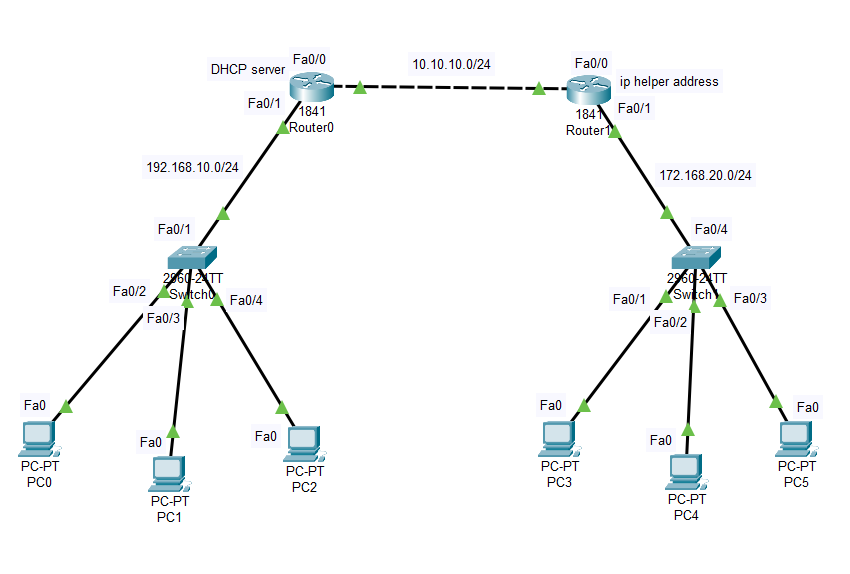 Fa0/0
DHCP server
10.10.10.0/24
Fa0/0
ip helper address
Fa0/1
1841
Router0
1841
Router1
Fa0/1
192.168.10.0/24
172.168.20.0/24
Fa0/1
Fa0/4
2960-24TT
Switch0
2960-24TT
Switch1
Fa0/2
Fa0/3
Fa0/4
Fa0/1
Fa0/2
Fa0/3
Fa0
Fa0
Fa0
Fa0
Fa0
Fa0
PC-PT
PC0
PC-PT
PC1
PC-PT
PC2
PC-PT
PC3
PC-PT
PC4
PC-PT
PC5